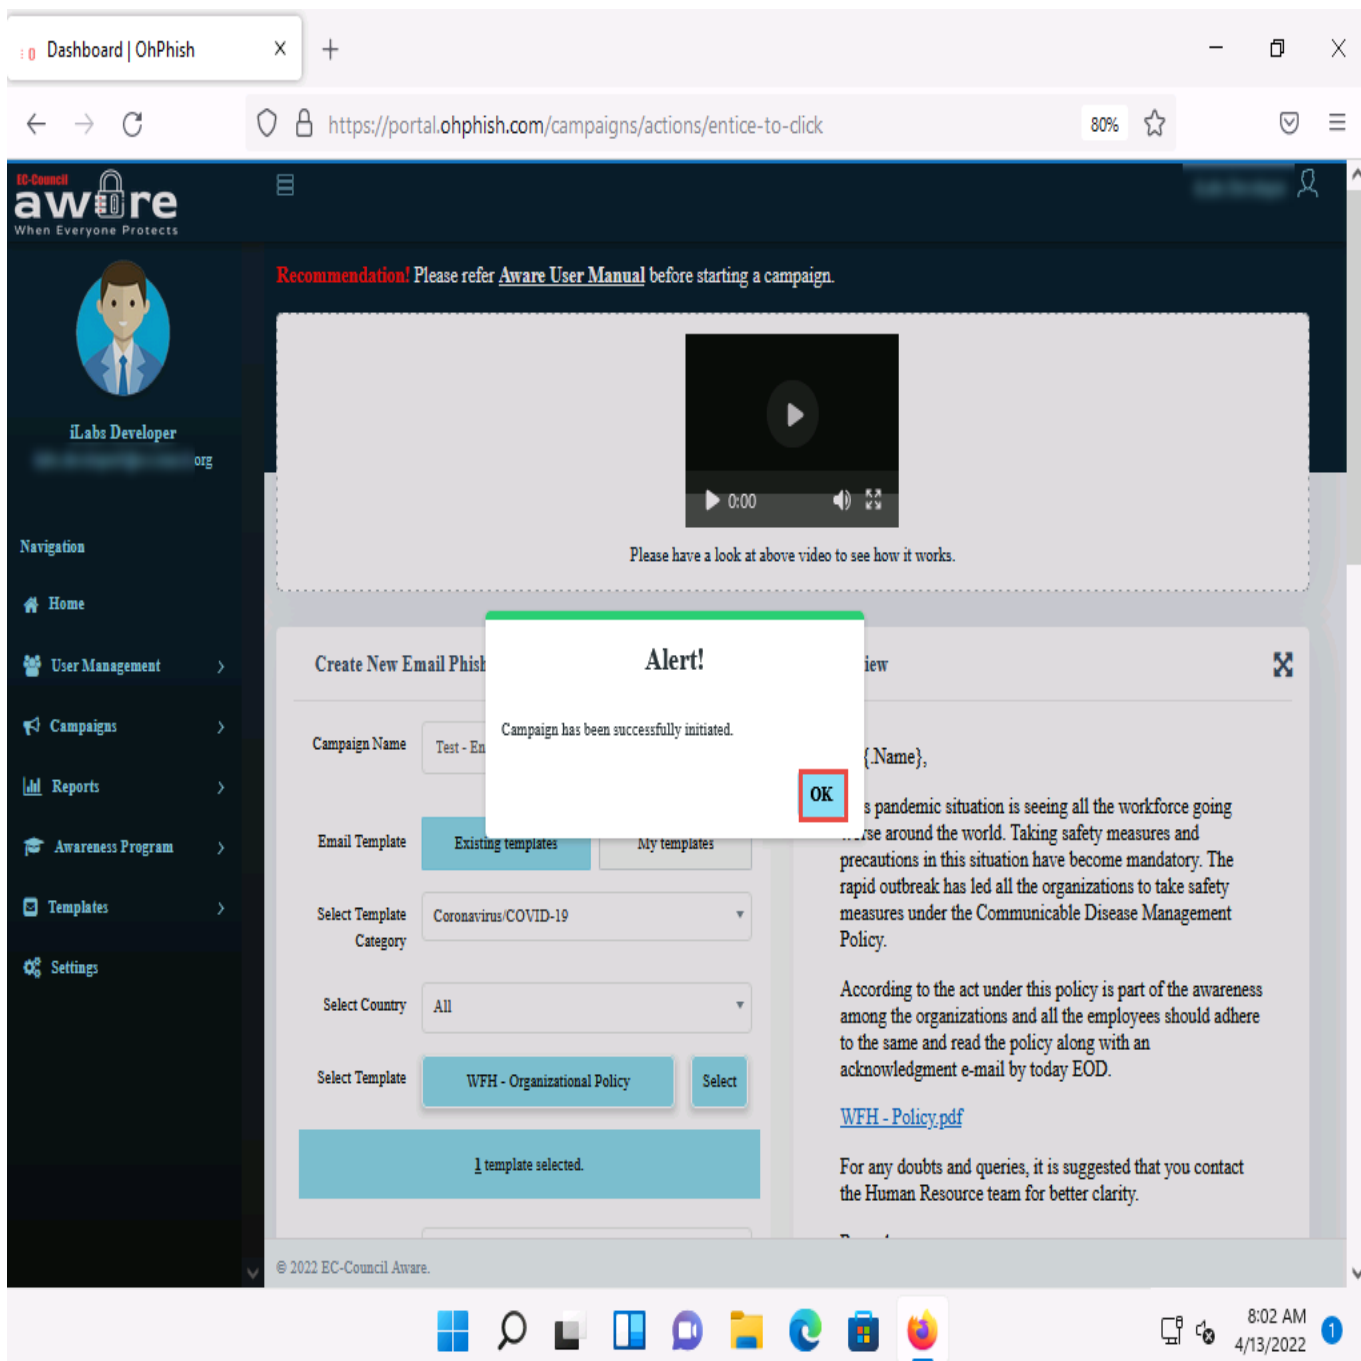 Dashboard | OhPhish
https://portal.ohphish.com/campaigns/actions/entice-to-click
80%
EC-Council
aware
When Everyone Protects
Recommendation! Please refer Aware User Manual before starting a campaign.
iLabs Developer
org
0:00
Please have a look at above video to see how it works.
Navigation
Home
User Management
Campaigns
Reports
Awareness Program
Templates
Settings
Create New Email Phish
iew
Alert!
Campaign has been successfully initiated.
OK
Campaign Name
Test - En
Email Template
Existing templates
My templates
Select Template
Category
Coronavirus/COVID-19
Select Country
All
Select Template
WFH - Organizational Policy
Select
1 template selected.
{.Name},
s pandemic situation is seeing all the workforce going
around the world. Taking safety measures and
precautions in this situation have become mandatory. The
rapid outbreak has led all the organizations to take safety
measures under the Communicable Disease Management
Policy.
According to the act under this policy is part of the awareness
among the organizations and all the employees should adhere
to the same and read the policy along with an
acknowledgment e-mail by today EOD.
WFH - Policy.pdf
For any doubts and queries, it is suggested that you contact
the Human Resource team for better clarity.
© 2022 EC-Council Aware.
8:02 AM
4/13/2022
1